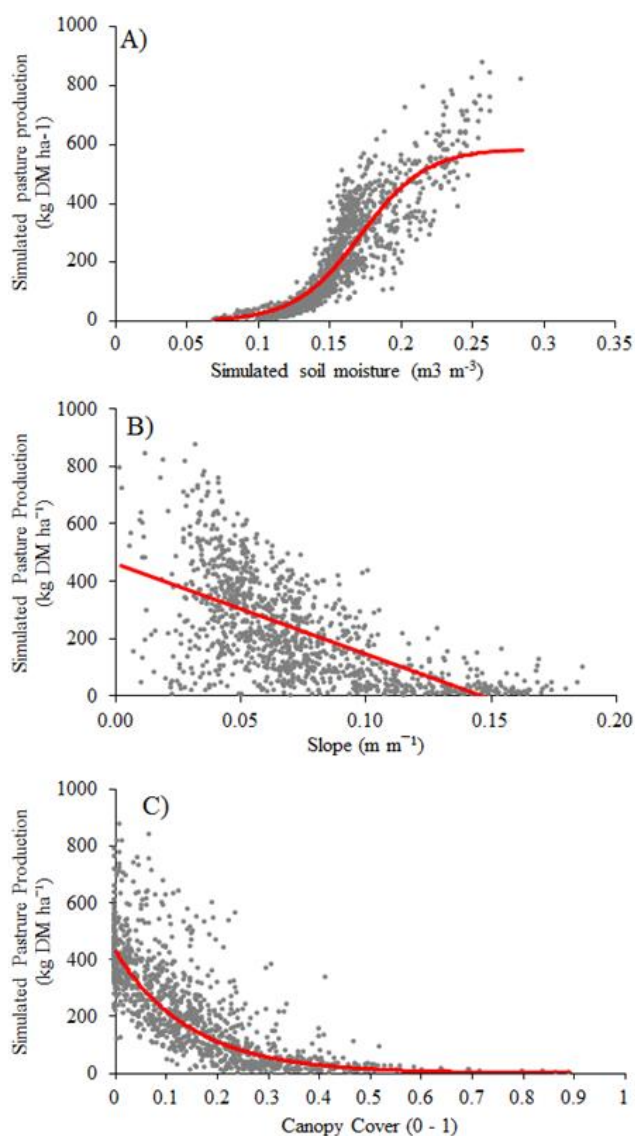 A)
Simulated pasture production
(kg DM ha-1)
1000
800
600
400
200
0
0 0.05 0.1 0.15 0.2 0.25 0.3 0.35
Simulated soil moisture (m3 m⁻³)
B)
Simulated Pasture Production
(kg DM ha⁻¹)
1000
800
600
400
200
0
0.00 0.05 0.10 0.15 0.20
Slope (m m⁻¹)
C)
Simulated Pastrure Production
(kg DM ha⁻¹)
1000
800
600
400
200
0
0 0.1 0.2 0.3 0.4 0.5 0.6 0.7 0.8 0.9 1
Canopy Cover (0 - 1)